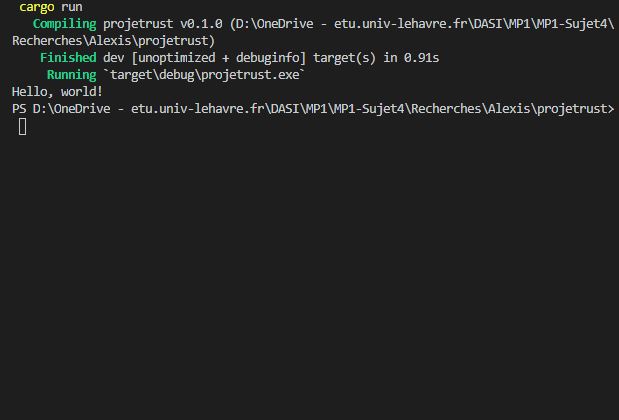 cargo run
Compiling projetrust v0.1.0 (D:\OneDrive - etu.univ-lehavre.fr\DASI\MP1\MP1-Sujet4\
Recherches\Alexis\projetrust)
Finished dev [unoptimized + debuginfo] target(s) in 0.91s
Running `target\debug\projetrust.exe`
Hello, world!
PS D:\OneDrive - etu.univ-lehavre.fr\DASI\MP1\MP1-Sujet4\Recherches\Alexis\projetrust>